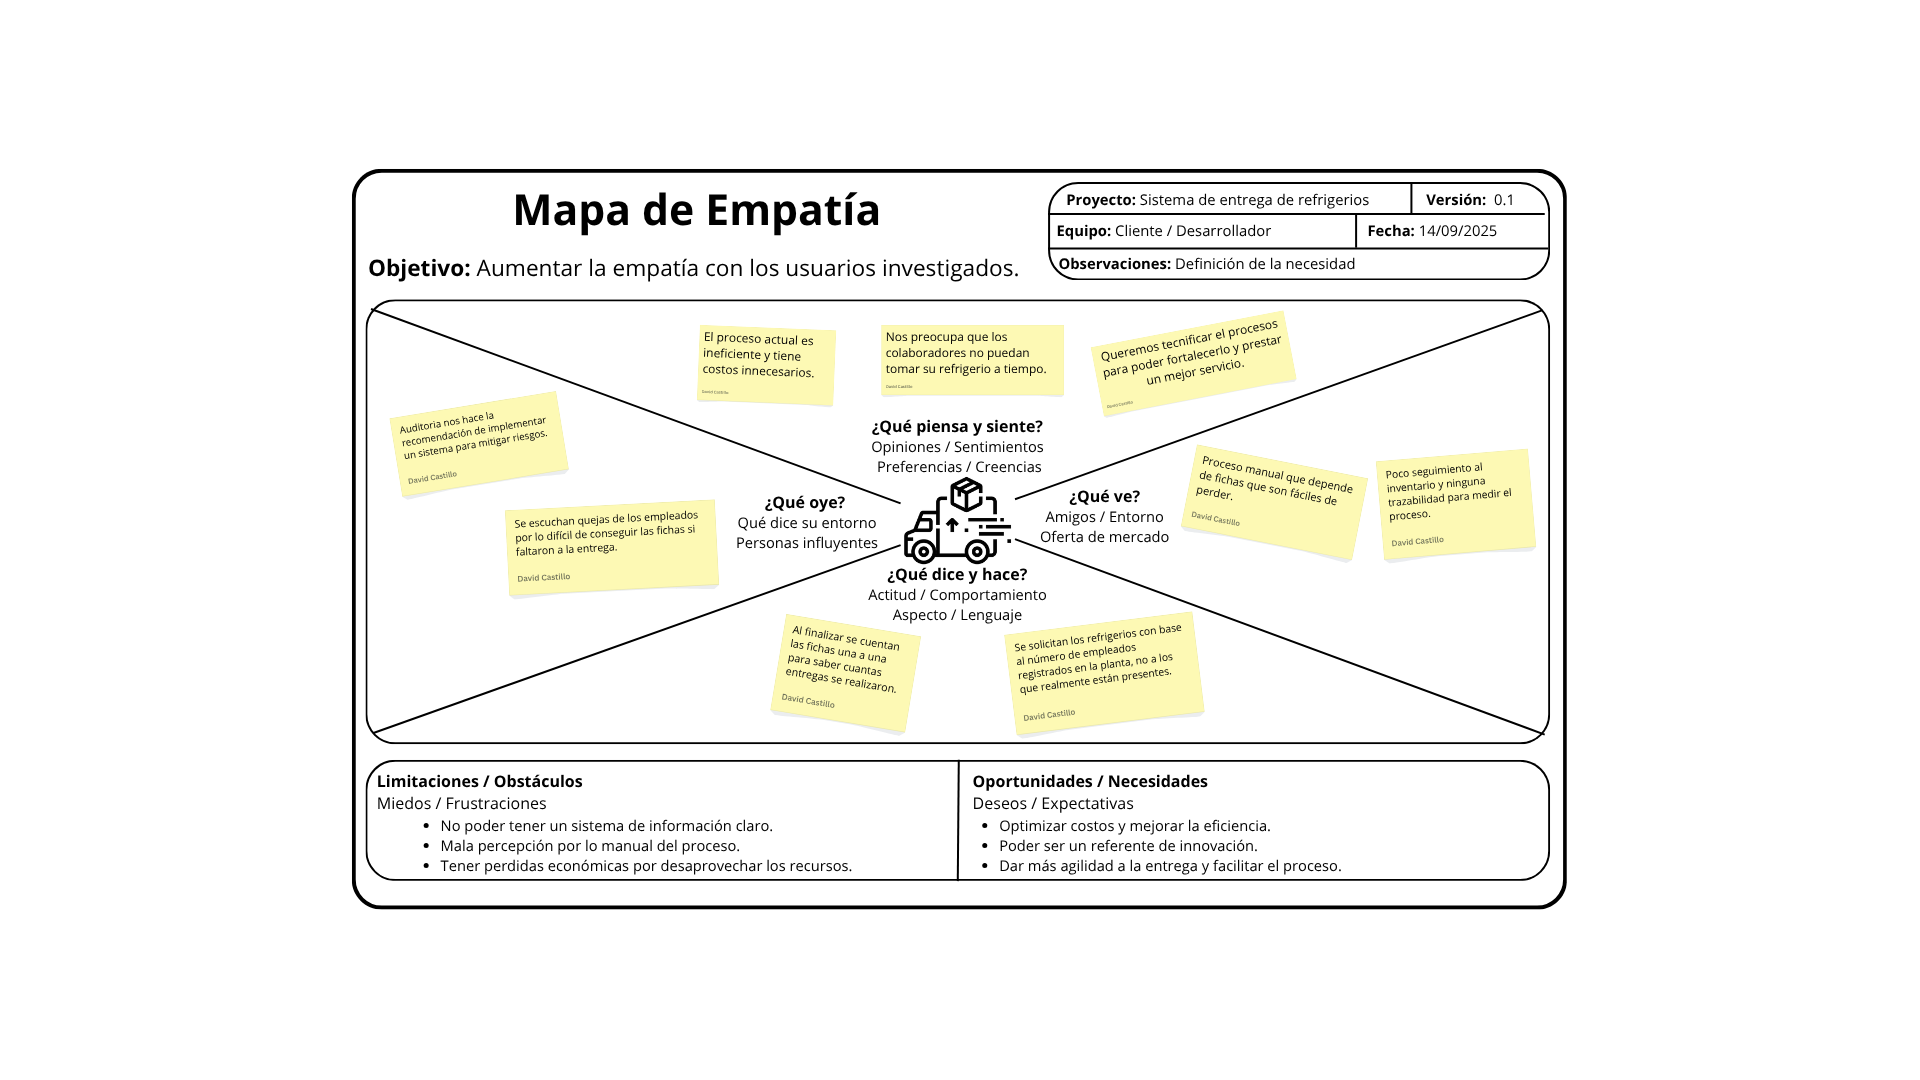 Mapa de Empatía
Objetivo: Aumentar la empatía con los usuarios investigados.
Proyecto: Sistema de entrega de refrigerios
Versión: 0.1
Equipo: Cliente / Desarrollador
Fecha: 14/09/2025
Observaciones: Definición de la necesidad
El proceso actual es
ineficiente y tiene
costos innecesarios.
David Castillo
Nos preocupa que los
colaboradores no puedan
tomar su refrigerio a tiempo.
David Castillo
Queremos tecnificar el procesos
para poder fortalecerlo y prestar
un mejor servicio.
David Castillo
¿Qué piensa y siente?
Opiniones / Sentimientos
Preferencias / Creencias
Auditoria nos hace la
recomendación de implementar
un sistema para mitigar riesgos.
David Castillo
Se escuchan quejas de los empleados
por lo difícil de conseguir las fichas si
faltaron a la entrega.
David Castillo
¿Qué oye?
Qué dice su entorno
Personas influyentes
¿Qué ve?
Amigos / Entorno
Oferta de mercado
Proceso manual que depende
de fichas que son fáciles de
perder.
David Castillo
Poco seguimiento al
inventario y ninguna
trazabilidad para medir el
proceso.
David Castillo
¿Qué dice y hace?
Actitud / Comportamiento
Aspecto / Lenguaje
Al finalizar se cuentan
las fichas una a una
para saber cuantas
entregas se realizaron.
David Castillo
Se solicitan los refrigerios con base
al número de empleados
registrados en la planta, no a los
que realmente están presentes.
David Castillo
Limitaciones / Obstáculos
Miedos / Frustraciones
• No poder tener un sistema de información claro.
• Mala percepción por lo manual del proceso.
• Tener perdidas económicas por desaprovechar los recursos.
Oportunidades / Necesidades
Deseos / Expectativas
• Optimizar costos y mejorar la eficiencia.
• Poder ser un referente de innovación.
• Dar más agilidad a la entrega y facilitar el proceso.